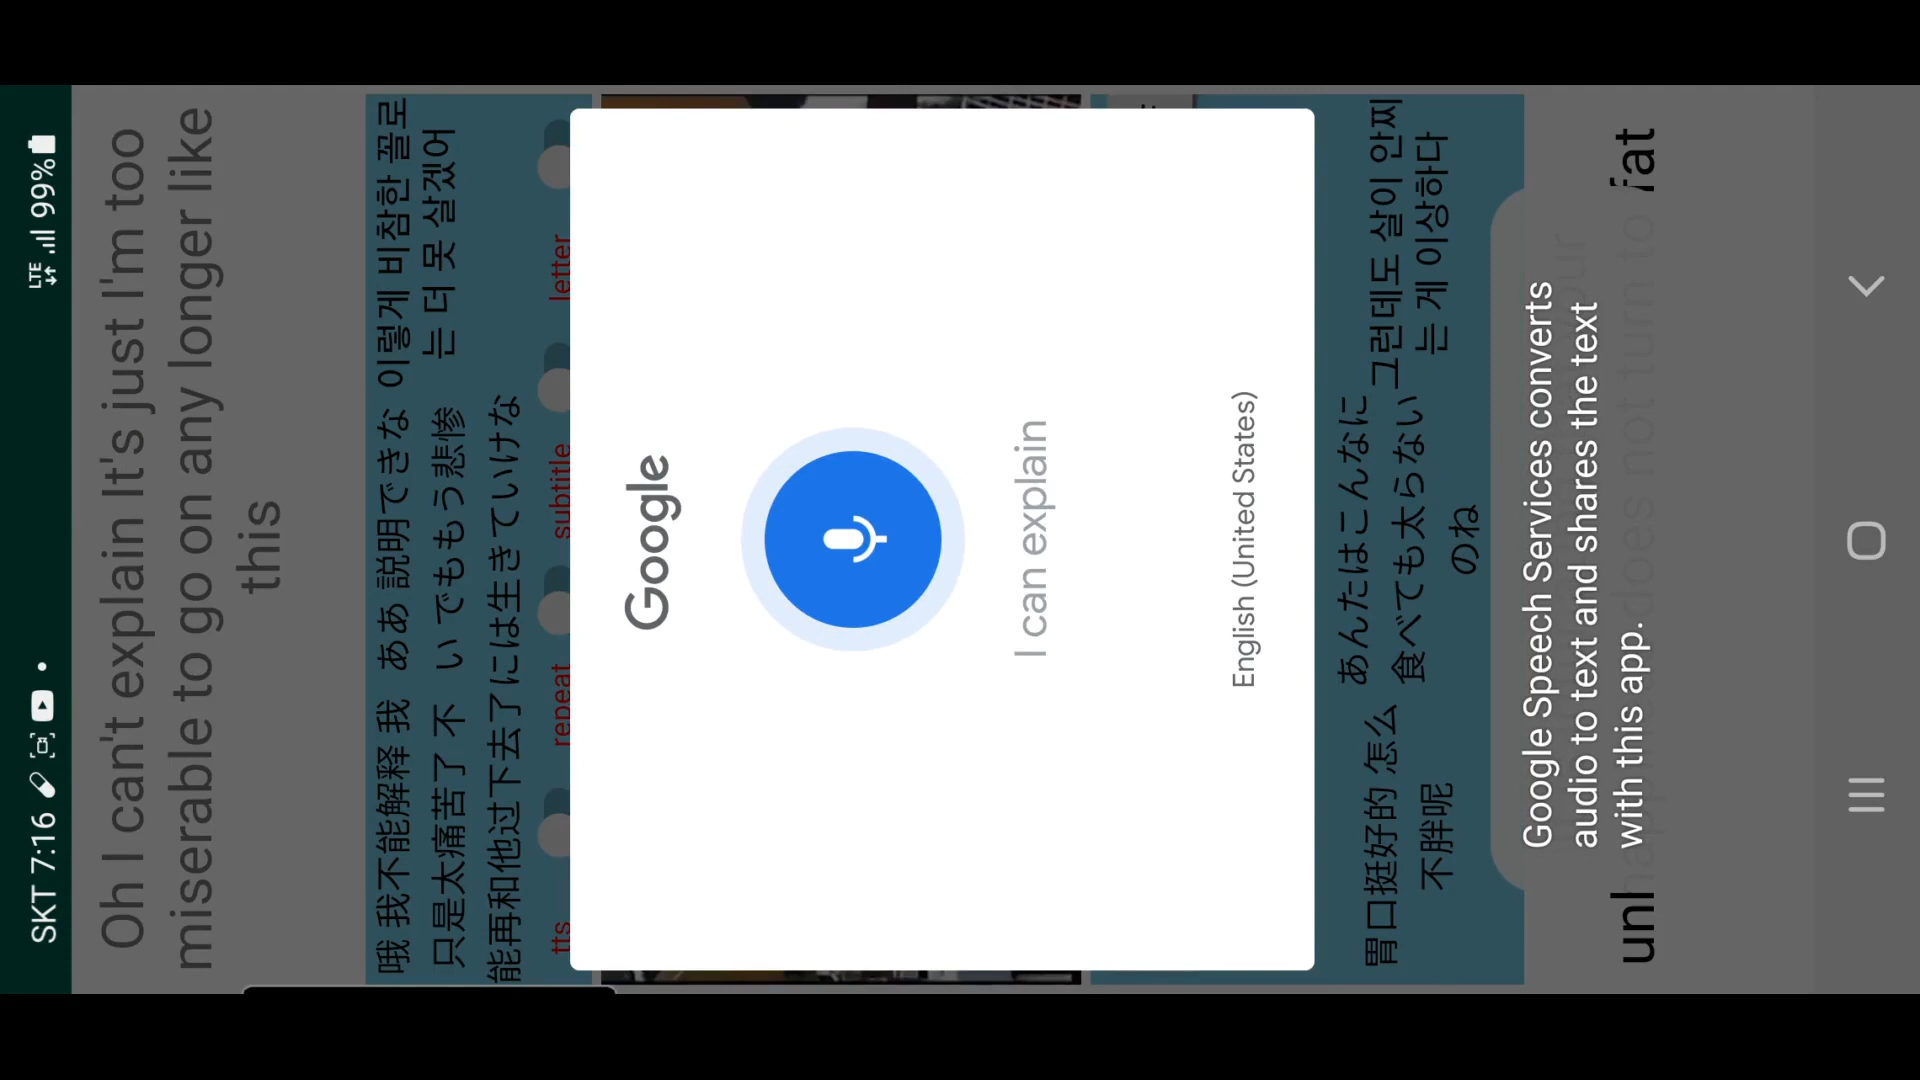 SKT 7:16
LTE
99%
Oh I can't explain It's just I'm too
miserable to go on any longer like
this
哦 我不能解释 我
只是太痛苦了 不
能再和他过下去了
ああ 説明できな
い でももう悲惨
には生きていけな
이렇게 비참한 꼴로
는 더 못 살겠어
tts
repeat
subtitle
letter
Google
I can explain
English (United States)
胃口挺好的 怎么
不胖呢
あんたはこんなに
食べても太らない
のね
그런데도 살이 안찌
는 게 이상하다
Google Speech Services converts
audio to text and shares the text
with this app.
does not turn to fat